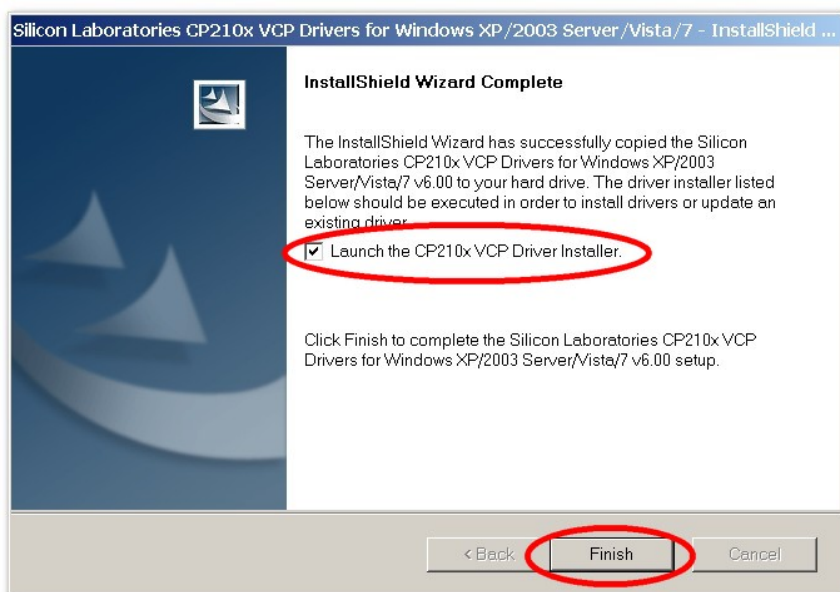 Silicon Laboratories CP210x VCP Drivers for Windows XP/2003 Server/Vista/7 - InstallShield ...
InstallShield Wizard Complete
The InstallShield Wizard has successfully copied the Silicon
Laboratories CP210x VCP Drivers for Windows XP/2003
Server/Vista/7 v6.00 to your hard drive. The driver installer listed
below should be executed in order to install drivers or update an
existing driver.
Launch the CP210x VCP Driver Installer.
Click Finish to complete the Silicon Laboratories CP210x VCP
Drivers for Windows XP/2003 Server/Vista/7 v6.00 setup.
< Back
Finish
Cancel